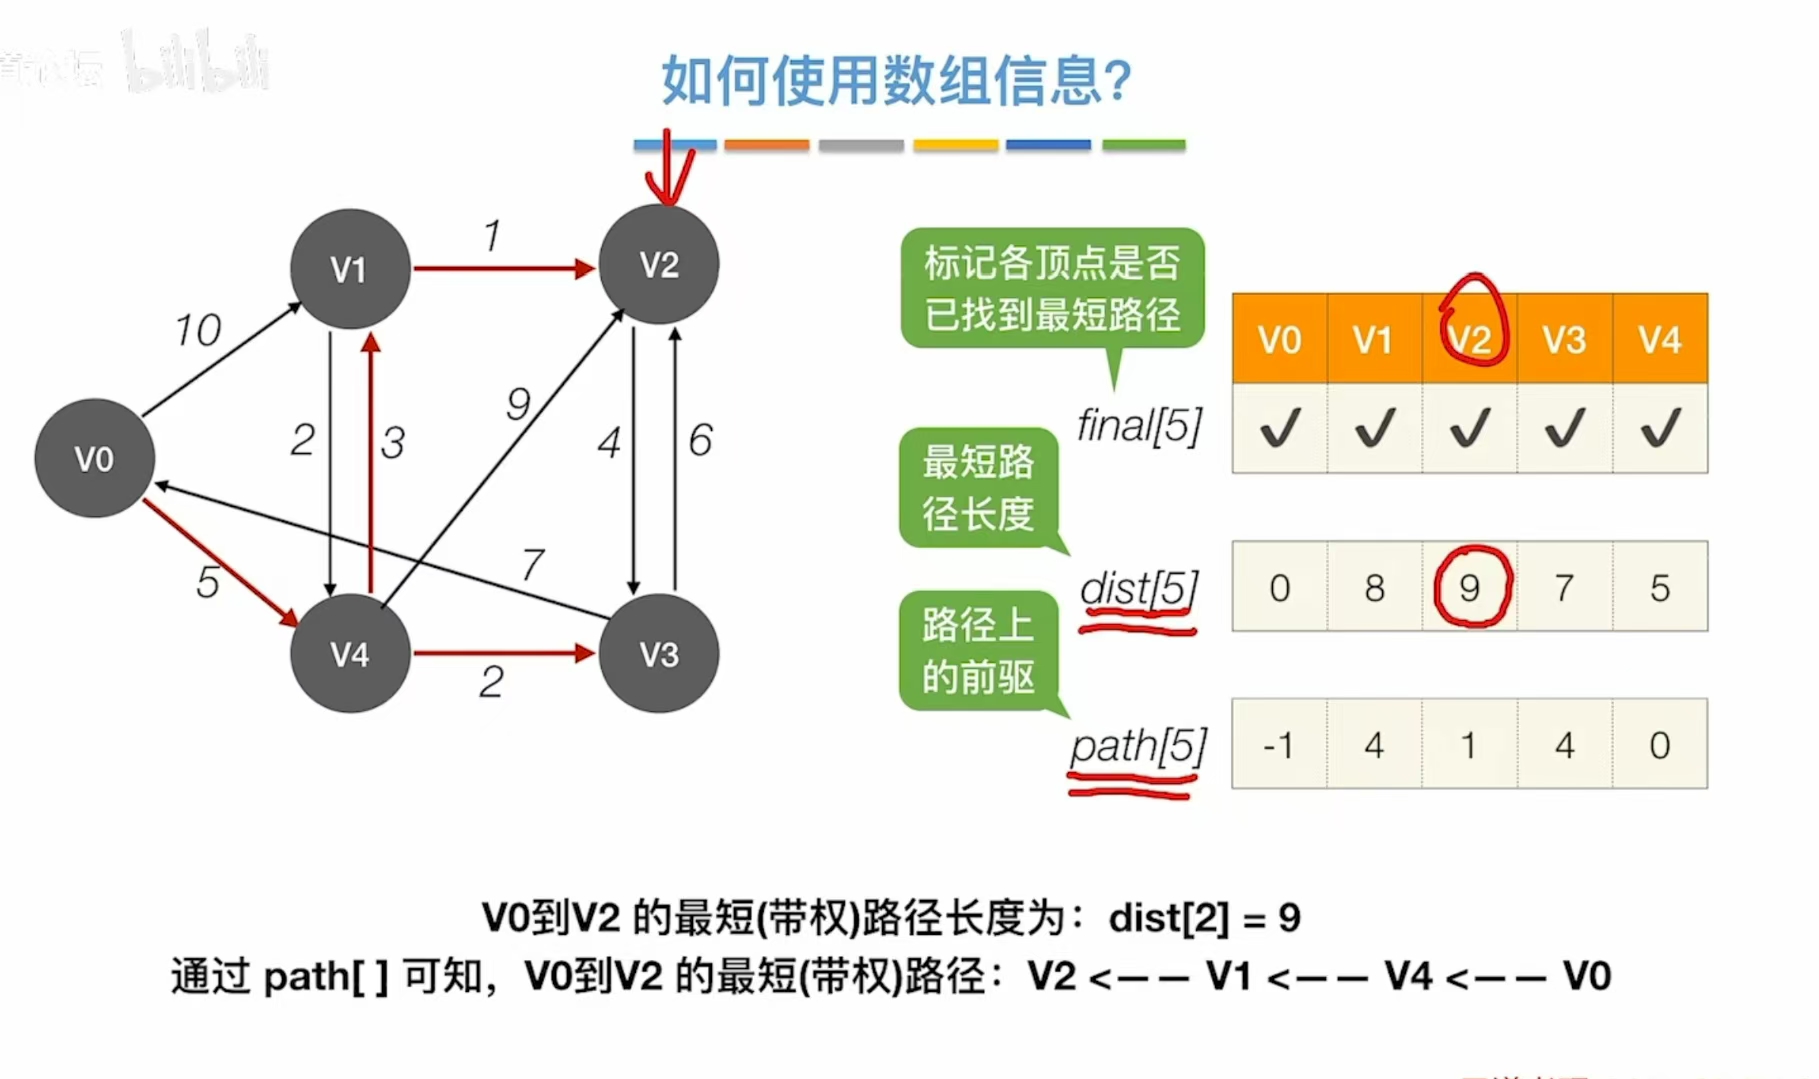 bilibili
如何使用数组信息?
1
V1
V2
10
标记各顶点是否
已找到最短路径
V0 V1 V2 V3 V4
final[5] ✓ ✓ ✓ ✓ ✓
9
2
3
4
6
V0
最短路
径长度
7
5
dist[5] 0 8 9 7 5
路径上
的前驱
V4
V3
2
path[5] -1 4 1 4 0
V0到V2 的最短(带权)路径长度为：dist[2] = 9
通过 path[ ] 可知，V0到V2 的最短(带权)路径：V2 <—— V1 <—— V4 <—— V0